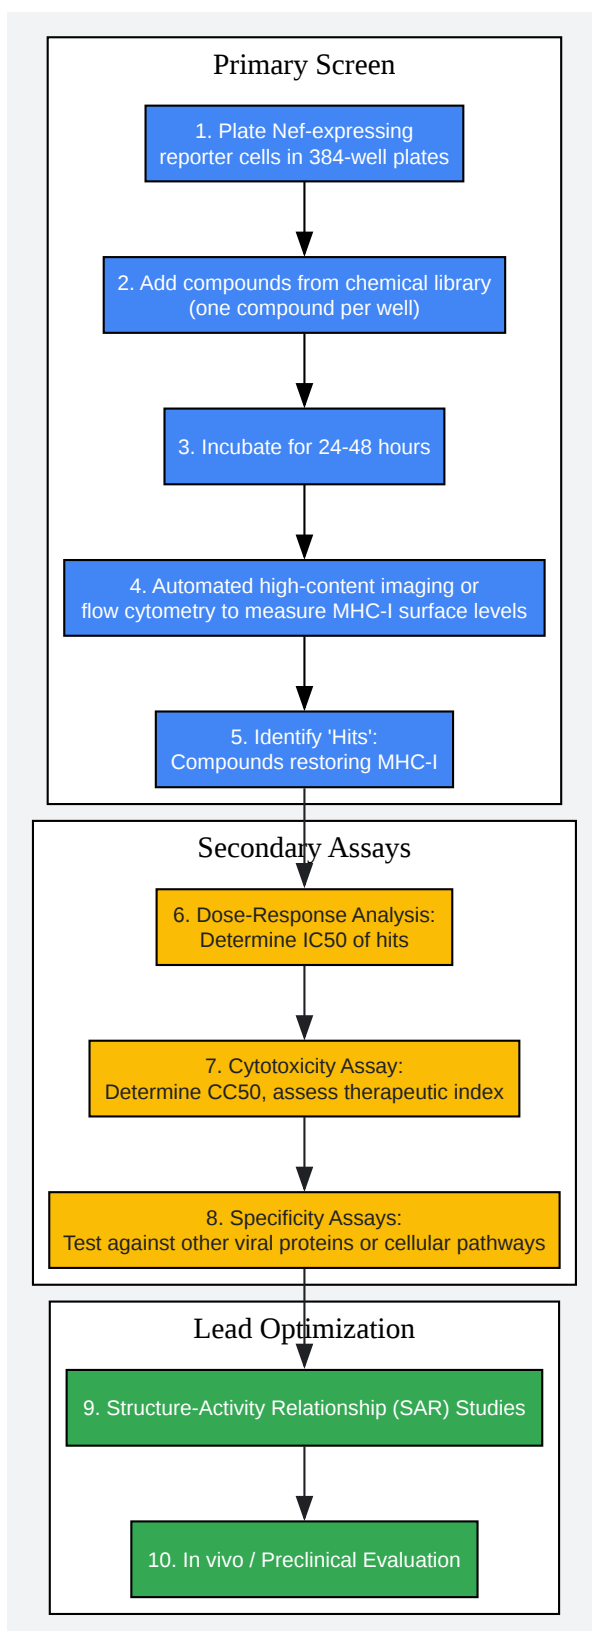 Primary Screen
1. Plate Nef-expressing
reporter cells in 384-well plates
2. Add compounds from chemical library
(one compound per well)
3. Incubate for 24-48 hours
4. Automated high-content imaging or
flow cytometry to measure MHC-I surface levels
5. Identify 'Hits':
Compounds restoring MHC-I
Secondary Assays
6. Dose-Response Analysis:
Determine IC50 of hits
7. Cytotoxicity Assay:
Determine CC50, assess therapeutic index
8. Specificity Assays:
Test against other viral proteins or cellular pathways
Lead Optimization
9. Structure-Activity Relationship (SAR) Studies
10. In vivo / Preclinical Evaluation